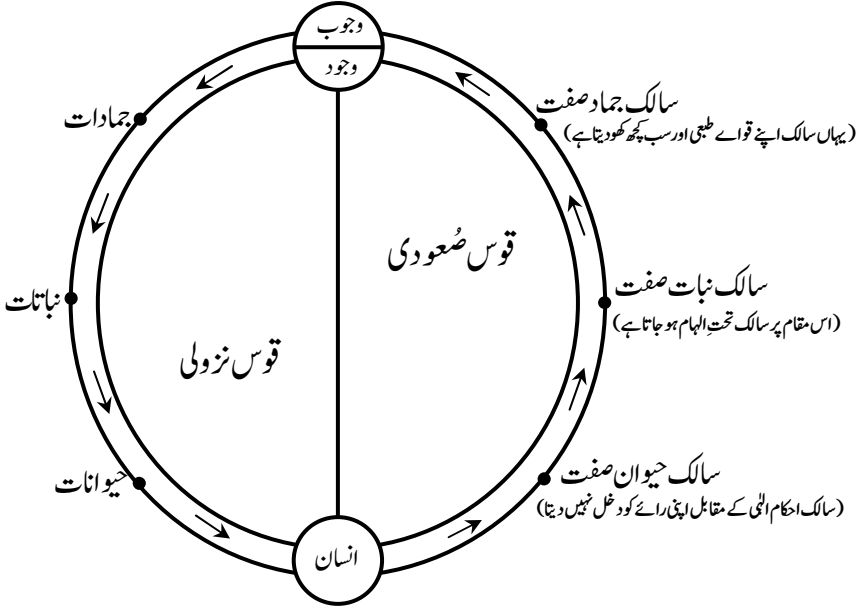 وجوب
وجود
سالک جماد صفت
(یہاں سالک اپنے قوائے طبعی اور سب کچھ کھو دیتا ہے)
جمادات
قوس صُعودی
سالک نبات صفت
(اس مقام پر سالک تحتِ الہام ہو جاتا ہے)
نباتات
قوس نزولی
سالک حیوان صفت
(سالک احکام الٰہی کے مقابل اپنی رائے کو دخل نہیں دیتا)
حیوانات
انسان